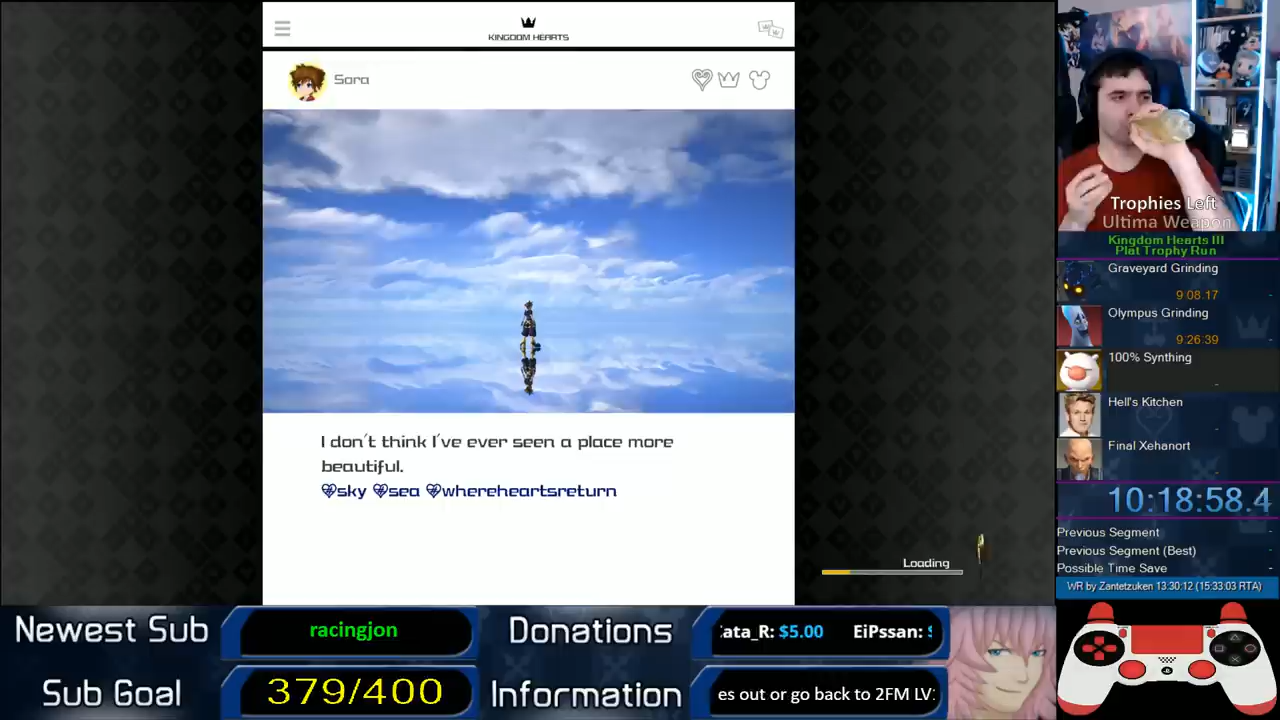 KINGDOM HEARTS
Sora
I don't think I've ever seen a place more
beautiful.
sky sea whereheartsreturn
Loading
Trophies Left
Ultima Weapon
Kingdom Hearts III
Plat Trophy Run
Graveyard Grinding
9:08.17
Olympus Grinding
9:26:39
100% Synthing
-
Hell's Kitchen
-
Final Xehanort
-
10:18:58.4
Previous Segment -
Previous Segment (Best) -
Possible Time Save -
WR by Zantetzuken 13:30:12 (15:33:03 RTA)
Newest Sub
racingjon
Donations
ata_R: $5.00 EiPssan: $
Sub Goal
379/400
Information
es out or go back to 2FM LV